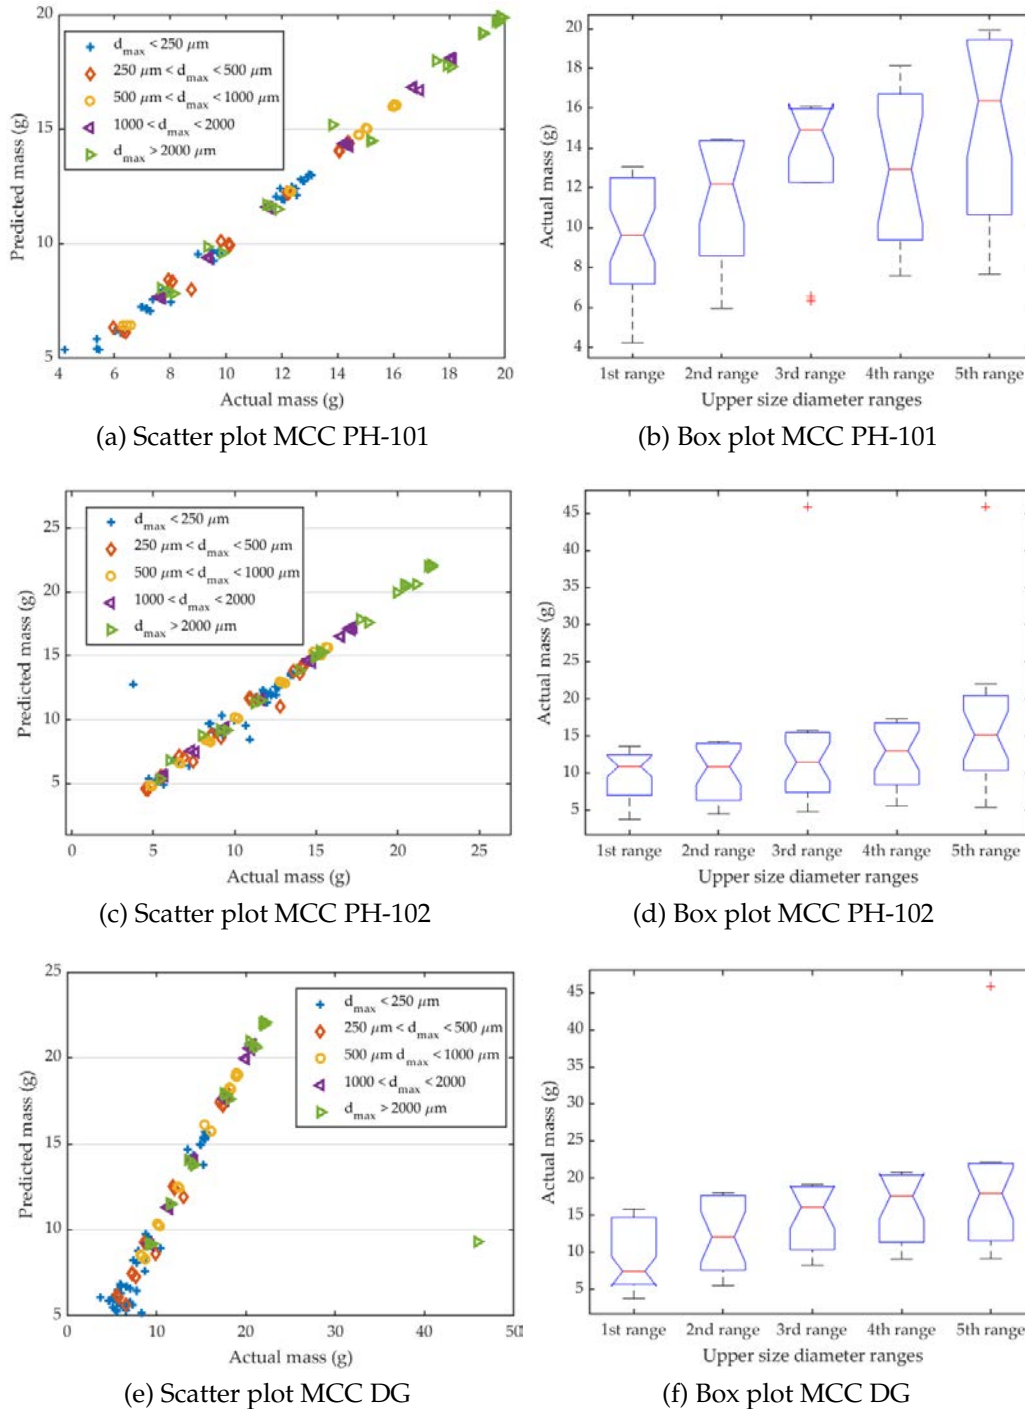 20
15
10
5
Predicted mass (g)
d_max < 250 μm
250 μm < d_max < 500 μm
500 μm < d_max < 1000 μm
1000 < d_max < 2000
d_max > 2000 μm
4 6 8 10 12 14 16 18 20
Actual mass (g)
(a) Scatter plot MCC PH-101
20
18
16
14
12
10
8
6
4
Actual mass (g)
1st range 2nd range 3rd range 4th range 5th range
Upper size diameter ranges
(b) Box plot MCC PH-101
25
20
15
10
5
Predicted mass (g)
d_max < 250 μm
250 μm < d_max < 500 μm
500 μm < d_max < 1000 μm
1000 < d_max < 2000
d_max > 2000 μm
0 5 10 15 20 25
Actual mass (g)
(c) Scatter plot MCC PH-102
45
40
35
30
25
20
15
10
5
Actual mass (g)
1st range 2nd range 3rd range 4th range 5th range
Upper size diameter ranges
(d) Box plot MCC PH-102
25
20
15
10
5
Predicted mass (g)
d_max < 250 μm
250 μm < d_max < 500 μm
500 μm d_max < 1000 μm
1000 < d_max < 2000
d_max > 2000 μm
0 10 20 30 40 50
Actual mass (g)
(e) Scatter plot MCC DG
45
40
35
30
25
20
15
10
5
Actual mass (g)
1st range 2nd range 3rd range 4th range 5th range
Upper size diameter ranges
(f) Box plot MCC DG